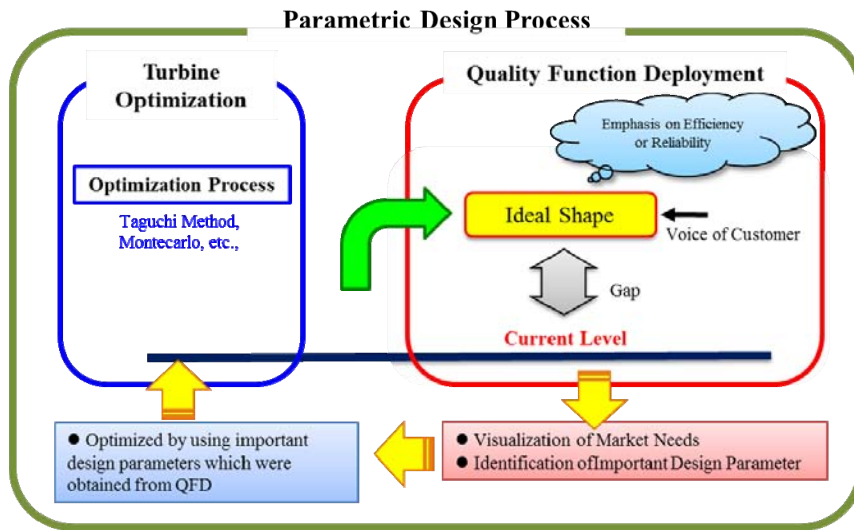 Parametric Design Process
Turbine
Optimization
Optimization Process
Taguchi Method,
Montecarlo, etc.,
Quality Function Deployment
Emphasis on Efficiency
or Reliability
Ideal Shape
Voice of Customer
Gap
Current Level
● Visualization of Market Needs
● Identification ofImportant Design Parameter
● Optimized by using important
design parameters which were
obtained from QFD